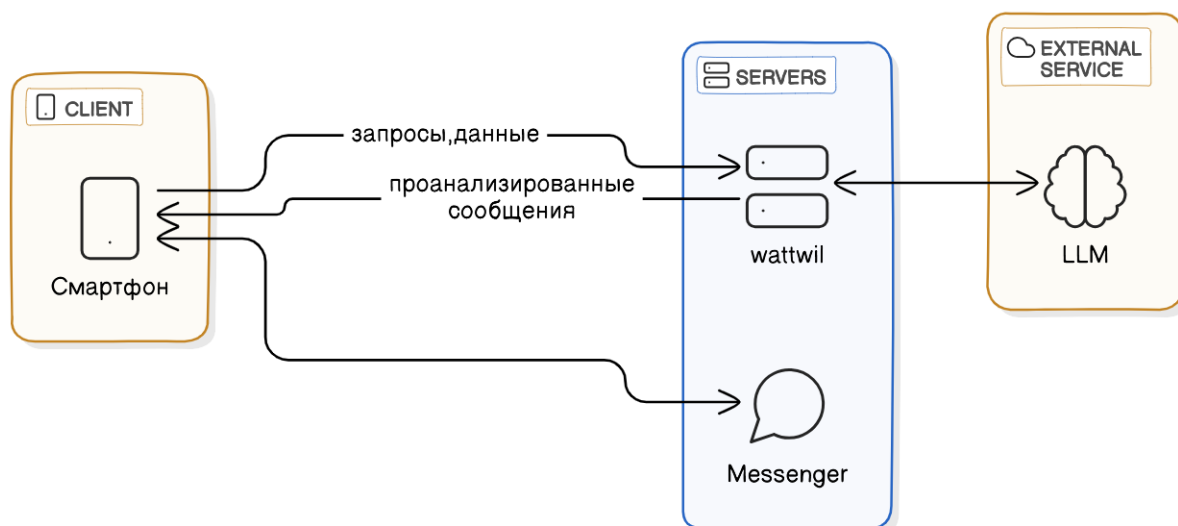 CLIENT
Смартфон
запросы,данные
проанализированные
сообщения
SERVERS
wattwil
Messenger
EXTERNAL
SERVICE
LLM